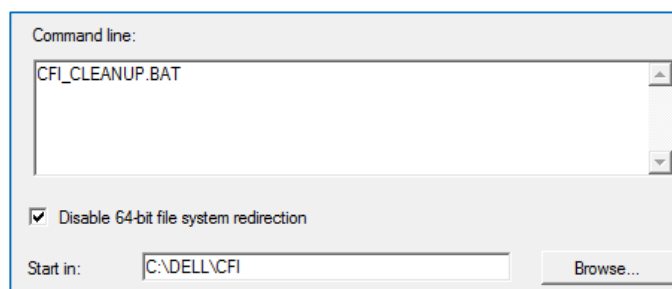 Command line:
CFI_CLEANUP.BAT
Disable 64-bit file system redirection
Start in: C:\DELL\CFI Browse...